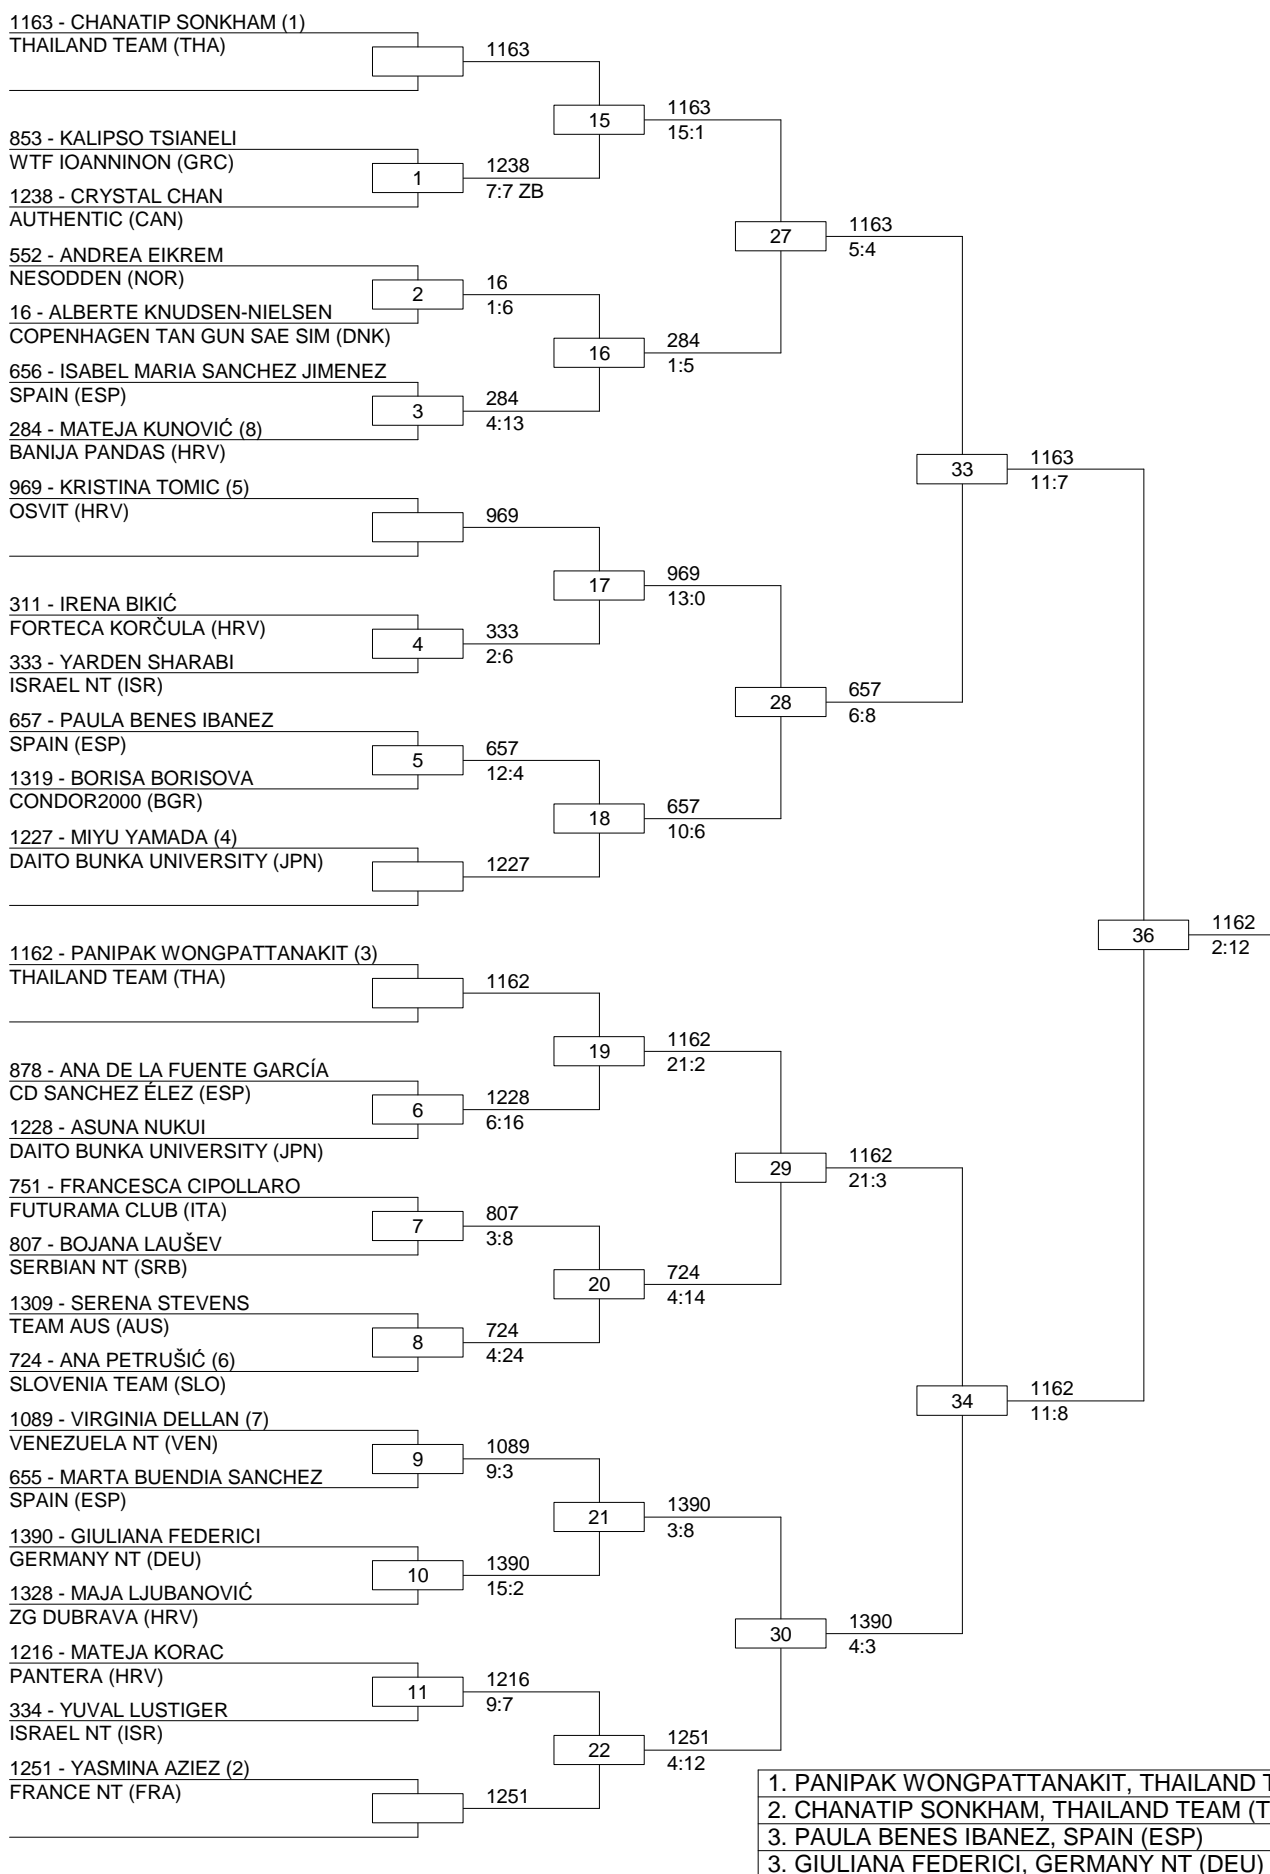 1163 - CHANATIP SONKHAM (1)
THAILAND TEAM (THA)
1163
15
1163
15:1
853 - KALIPSO TSIANELI
WTF IOANNINON (GRC)
1
1238
7:7 ZB
1238 - CRYSTAL CHAN
AUTHENTIC (CAN)
27
1163
5:4
552 - ANDREA EIKREM
NESODDEN (NOR)
2
16
1:6
16 - ALBERTE KNUDSEN-NIELSEN
COPENHAGEN TAN GUN SAE SIM (DNK)
16
284
1:5
656 - ISABEL MARIA SANCHEZ JIMENEZ
SPAIN (ESP)
3
284
4:13
284 - MATEJA KUNOVIĆ (8)
BANIJA PANDAS (HRV)
33
1163
11:7
969 - KRISTINA TOMIC (5)
OSVIT (HRV)
969
17
969
13:0
311 - IRENA BIKIĆ
FORTECA KORČULA (HRV)
4
333
2:6
333 - YARDEN SHARABI
ISRAEL NT (ISR)
28
657
6:8
657 - PAULA BENES IBANEZ
SPAIN (ESP)
5
657
12:4
1319 - BORISA BORISOVA
CONDOR2000 (BGR)
18
657
10:6
1227 - MIYU YAMADA (4)
DAITO BUNKA UNIVERSITY (JPN)
1227
36
1162
2:12
1162 - PANIPAK WONGPATTANAKIT (3)
THAILAND TEAM (THA)
1162
19
1162
21:2
878 - ANA DE LA FUENTE GARCÍA
CD SANCHEZ ÉLEZ (ESP)
6
1228
6:16
1228 - ASUNA NUKUI
DAITO BUNKA UNIVERSITY (JPN)
29
1162
21:3
751 - FRANCESCA CIPOLLARO
FUTURAMA CLUB (ITA)
7
807
3:8
807 - BOJANA LAUŠEV
SERBIAN NT (SRB)
20
724
4:14
1309 - SERENA STEVENS
TEAM AUS (AUS)
8
724
4:24
724 - ANA PETRUŠIĆ (6)
SLOVENIA TEAM (SLO)
34
1162
11:8
1089 - VIRGINIA DELLAN (7)
VENEZUELA NT (VEN)
9
1089
9:3
655 - MARTA BUENDIA SANCHEZ
SPAIN (ESP)
21
1390
3:8
1390 - GIULIANA FEDERICI
GERMANY NT (DEU)
10
1390
15:2
1328 - MAJA LJUBANOVIĆ
ZG DUBRAVA (HRV)
30
1390
4:3
1216 - MATEJA KORAC
PANTERA (HRV)
11
1216
9:7
334 - YUVAL LUSTIGER
ISRAEL NT (ISR)
22
1251
4:12
1251 - YASMINA AZIEZ (2)
FRANCE NT (FRA)
1251
1. PANIPAK WONGPATTANAKIT, THAILAND
2. CHANATIP SONKHAM, THAILAND TEAM
3. PAULA BENES IBANEZ, SPAIN (ESP)
3. GIULIANA FEDERICI, GERMANY NT (DEU)